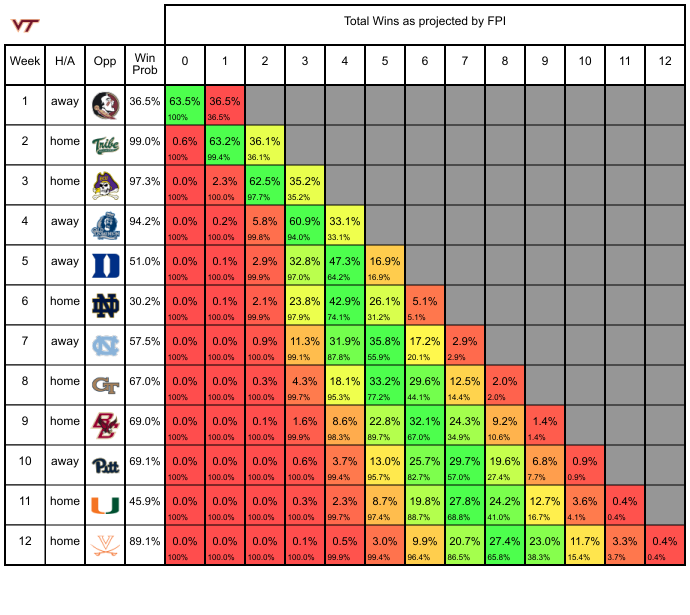 VT
Total Wins as projected by FPI
Week H/A Opp Win Prob 0 1 2 3 4 5 6 7 8 9 10 11 12
1 away 36.5% 63.5% 36.5%
100% 36.5%
2 home Tribe 99.0% 0.6% 63.2% 36.1%
100% 99.4% 36.1%
3 home 97.3% 0.0% 2.3% 62.5% 35.2%
100% 100.0% 97.7% 35.2%
4 away 94.2% 0.0% 0.2% 5.8% 60.9% 33.1%
100% 100.0% 99.8% 94.0% 33.1%
5 away D 51.0% 0.0% 0.1% 2.9% 32.8% 47.3% 16.9%
100% 100.0% 99.9% 97.0% 64.2% 16.9%
6 home ND 30.2% 0.0% 0.1% 2.1% 23.8% 42.9% 26.1% 5.1%
100% 100.0% 99.9% 97.9% 74.1% 31.2% 5.1%
7 away NC 57.5% 0.0% 0.0% 0.9% 11.3% 31.9% 35.8% 17.2% 2.9%
100% 100.0% 100.0% 99.1% 87.8% 55.9% 20.1% 2.9%
8 home GT 67.0% 0.0% 0.0% 0.3% 4.3% 18.1% 33.2% 29.6% 12.5% 2.0%
100% 100.0% 100.0% 99.7% 95.3% 77.2% 44.1% 14.4% 2.0%
9 home BC 69.0% 0.0% 0.0% 0.1% 1.6% 8.6% 22.8% 32.1% 24.3% 9.2% 1.4%
100% 100.0% 100.0% 99.9% 98.3% 89.7% 67.0% 34.9% 10.6% 1.4%
10 away Pitt 69.1% 0.0% 0.0% 0.0% 0.6% 3.7% 13.0% 25.7% 29.7% 19.6% 6.8% 0.9%
100% 100.0% 100.0% 100.0% 99.4% 95.7% 82.7% 57.0% 27.4% 7.7% 0.9%
11 home U 45.9% 0.0% 0.0% 0.0% 0.3% 2.3% 8.7% 19.8% 27.8% 24.2% 12.7% 3.6% 0.4%
100% 100.0% 100.0% 100.0% 99.7% 97.4% 88.7% 68.8% 41.0% 16.7% 4.1% 0.4%
12 home V 89.1% 0.0% 0.0% 0.0% 0.1% 0.5% 3.0% 9.9% 20.7% 27.4% 23.0% 11.7% 3.3% 0.4%
100% 100.0% 100.0% 100.0% 99.9% 99.4% 96.4% 86.5% 65.8% 38.3% 15.4% 3.7% 0.4%